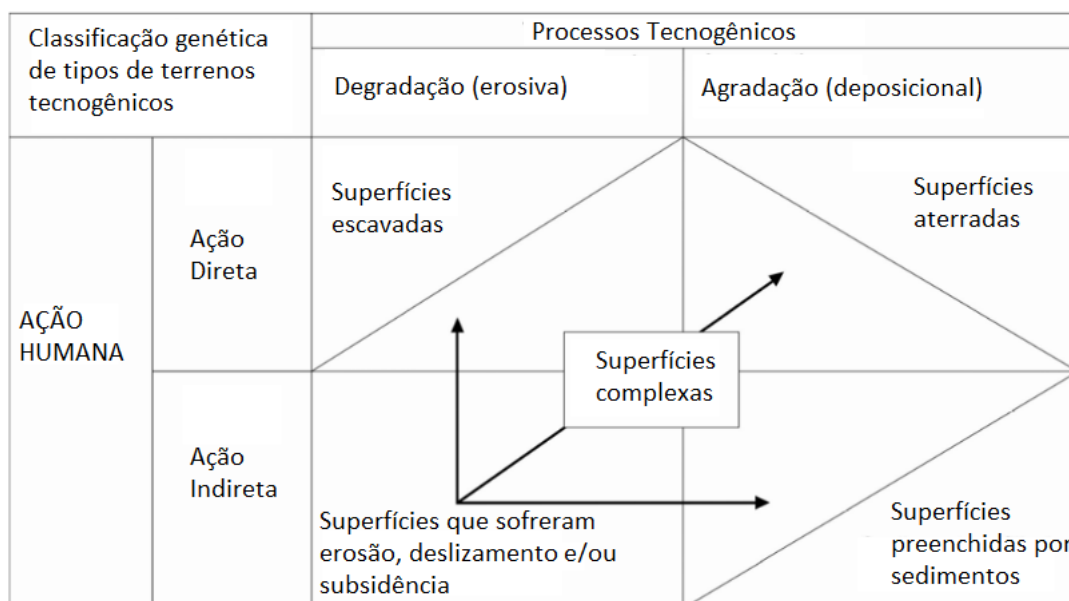 Classificação genética
de tipos de terrenos
tecnogênicos
Processos Tecnogênicos
Degradação (erosiva)
Agradação (deposicional)
AÇÃO
HUMANA
Ação
Direta
Superfícies
escavadas
Superfícies
aterradas
Superfícies
complexas
Ação
Indireta
Superfícies que sofreram
erosão, deslizamento e/ou
subsidência
Superfícies
preenchidas por
sedimentos